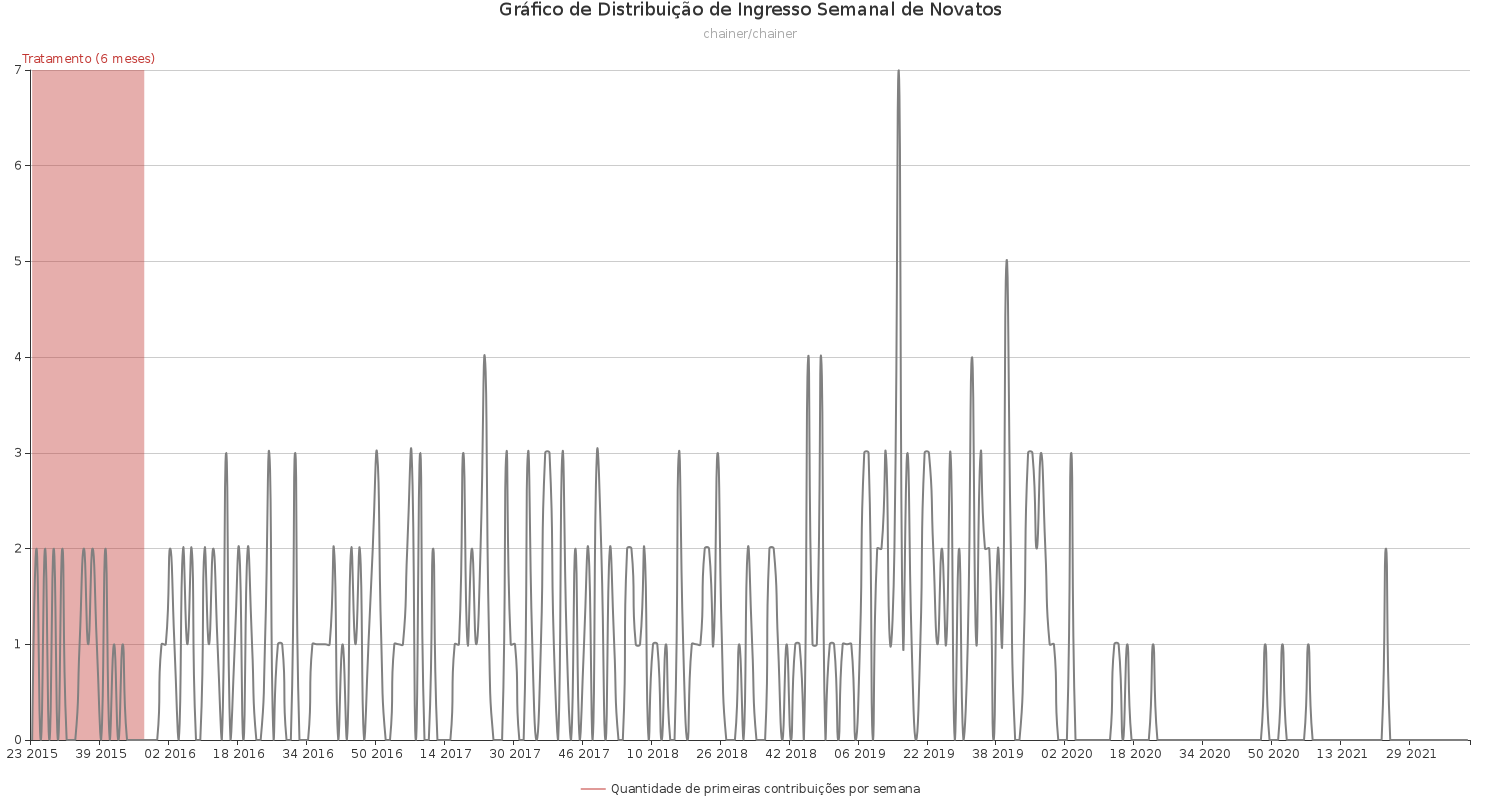 Gráfico de Distribuição de Ingresso Semanal de Novatos
chainer/chainer
Tratamento (6 meses)
7
6
5
4
3
2
1
0
23 2015 39 2015 02 2016 18 2016 34 2016 50 2016 14 2017 30 2017 46 2017 10 2018 26 2018 42 2018 06 2019 22 2019 38 2019 02 2020 18 2020 34 2020 50 2020 13 2021 29 2021
Quantidade de primeiras contribuições por semana